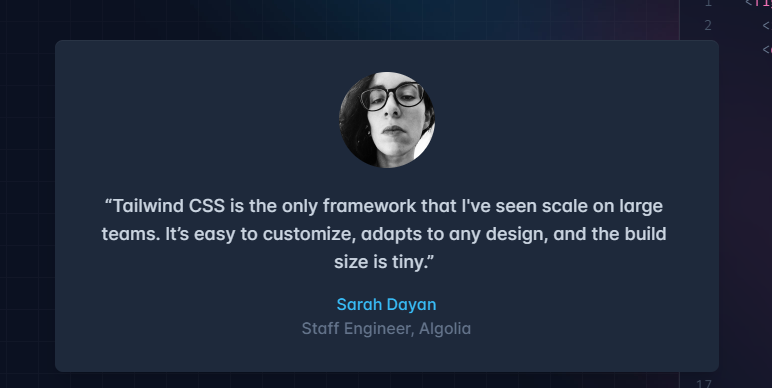 1
2
“Tailwind CSS is the only framework that I've seen scale on large
teams. It’s easy to customize, adapts to any design, and the build
size is tiny.”
Sarah Dayan
Staff Engineer, Algolia
17